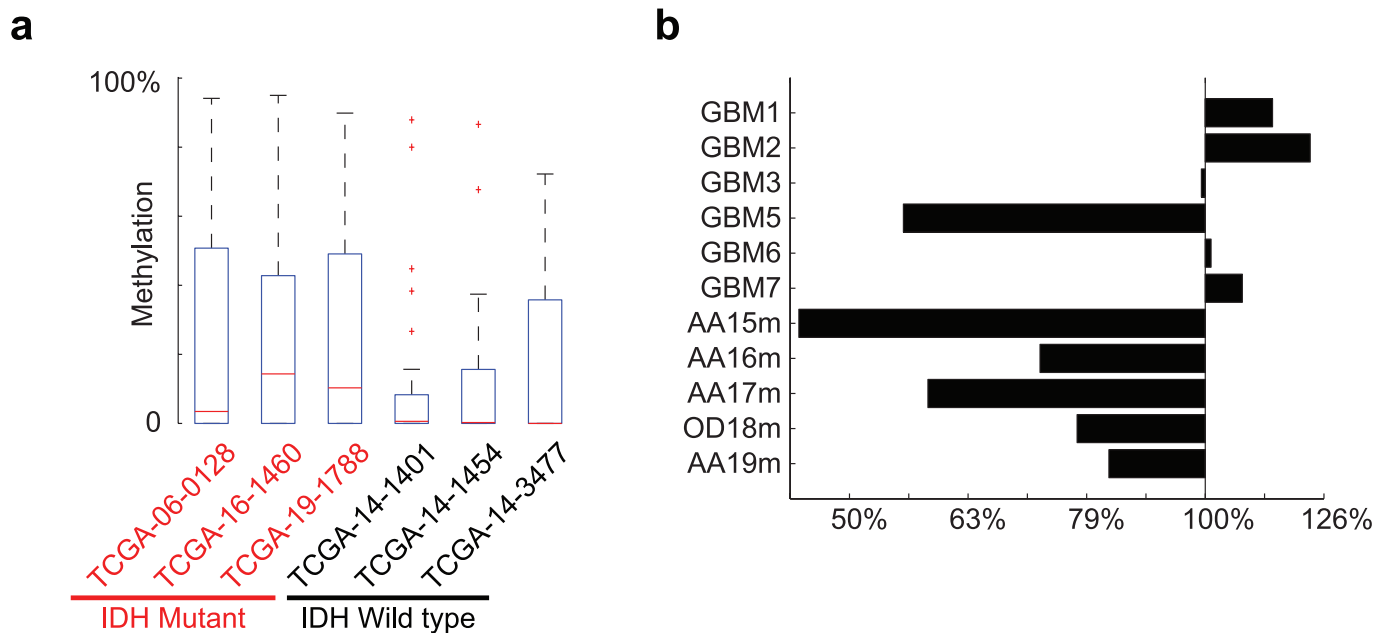 a
100%
Methylation
0
TCGA-06-0128
TCGA-16-1460
TCGA-19-1788
TCGA-14-1401
TCGA-14-1454
TCGA-14-3477
IDH Mutant
IDH Wild type
b
GBM1
GBM2
GBM3
GBM5
GBM6
GBM7
AA15m
AA16m
AA17m
OD18m
AA19m
50% 63% 79% 100% 126%